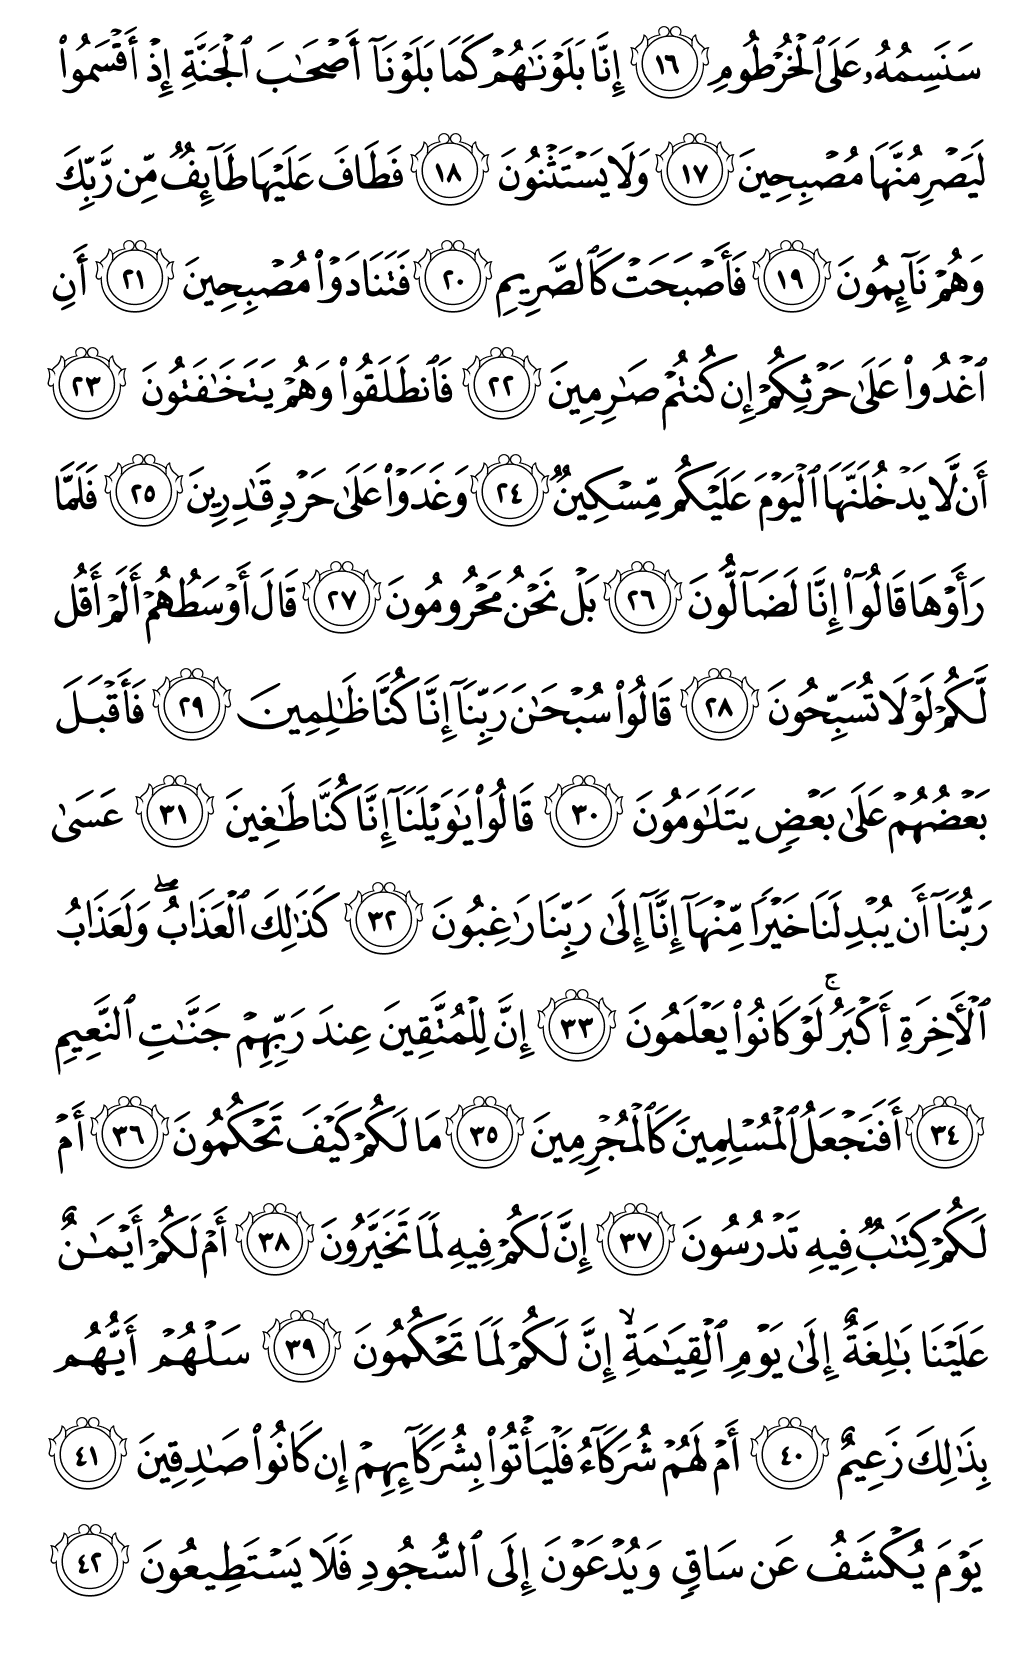 سَنَسِمُهُۥ عَلَى ٱلۡخُرۡطُومِ ١٦ إِنَّا بَلَوۡنَٰهُمۡ كَمَا بَلَوۡنَآ أَصۡحَٰبَ ٱلۡجَنَّةِ إِذۡ أَقۡسَمُواْ
لَيَصۡرِمُنَّهَا مُصۡبِحِينَ ١٧ وَلَا يَسۡتَثۡنُونَ ١٨ فَطَافَ عَلَيۡهَا طَآئِفٞ مِّن رَّبِّكَ
وَهُمۡ نَآئِمُونَ ١٩ فَأَصۡبَحَتۡ كَٱلصَّرِيمِ ٢٠ فَتَنَادَوۡاْ مُصۡبِحِينَ ٢١ أَنِ
ٱغۡدُواْ عَلَىٰ حَرۡثِكُمۡ إِن كُنتُمۡ صَٰرِمِينَ ٢٢ فَٱنطَلَقُواْ وَهُمۡ يَتَخَٰفَتُونَ ٢٣
أَن لَّا يَدۡخُلَنَّهَا ٱلۡيَوۡمَ عَلَيۡكُم مِّسۡكِينٞ ٢٤ وَغَدَوۡاْ عَلَىٰ حَرۡدٖ قَٰدِرِينَ ٢٥ فَلَمَّا
رَأَوۡهَا قَالُوٓاْ إِنَّا لَضَآلُّونَ ٢٦ بَلۡ نَحۡنُ مَحۡرُومُونَ ٢٧ قَالَ أَوۡسَطُهُمۡ أَلَمۡ أَقُل
لَّكُمۡ لَوۡلَا تُسَبِّحُونَ ٢٨ قَالُواْ سُبۡحَٰنَ رَبِّنَآ إِنَّا كُنَّا ظَٰلِمِينَ ٢٩ فَأَقۡبَلَ
بَعۡضُهُمۡ عَلَىٰ بَعۡضٖ يَتَلَٰوَمُونَ ٣٠ قَالُواْ يَٰوَيۡلَنَآ إِنَّا كُنَّا طَٰغِينَ ٣١ عَسَىٰ
رَبُّنَآ أَن يُبۡدِلَنَا خَيۡرٗا مِّنۡهَآ إِنَّآ إِلَىٰ رَبِّنَا رَٰغِبُونَ ٣٢ كَذَٰلِكَ ٱلۡعَذَابُۖ وَلَعَذَابُ
ٱلۡأٓخِرَةِ أَكۡبَرُۚ لَوۡ كَانُواْ يَعۡلَمُونَ ٣٣ إِنَّ لِلۡمُتَّقِينَ عِندَ رَبِّهِمۡ جَنَّٰتِ ٱلنَّعِيمِ
٣٤ أَفَنَجۡعَلُ ٱلۡمُسۡلِمِينَ كَٱلۡمُجۡرِمِينَ ٣٥ مَا لَكُمۡ كَيۡفَ تَحۡكُمُونَ ٣٦ أَمۡ
لَكُمۡ كِتَٰبٞ فِيهِ تَدۡرُسُونَ ٣٧ إِنَّ لَكُمۡ فِيهِ لَمَا تَخَيَّرُونَ ٣٨ أَمۡ لَكُمۡ أَيۡمَٰنٌ
عَلَيۡنَا بَٰلِغَةٌ إِلَىٰ يَوۡمِ ٱلۡقِيَٰمَةِۙ إِنَّ لَكُمۡ لَمَا تَحۡكُمُونَ ٣٩ سَلۡهُمۡ أَيُّهُم
بِذَٰلِكَ زَعِيمٌ ٤٠ أَمۡ لَهُمۡ شُرَكَآءُ فَلۡيَأۡتُواْ بِشُرَكَآئِهِمۡ إِن كَانُواْ صَٰدِقِينَ ٤١
يَوۡمَ يُكۡشَفُ عَن سَاقٖ وَيُدۡعَوۡنَ إِلَى ٱلسُّجُودِ فَلَا يَسۡتَطِيعُونَ ٤٢